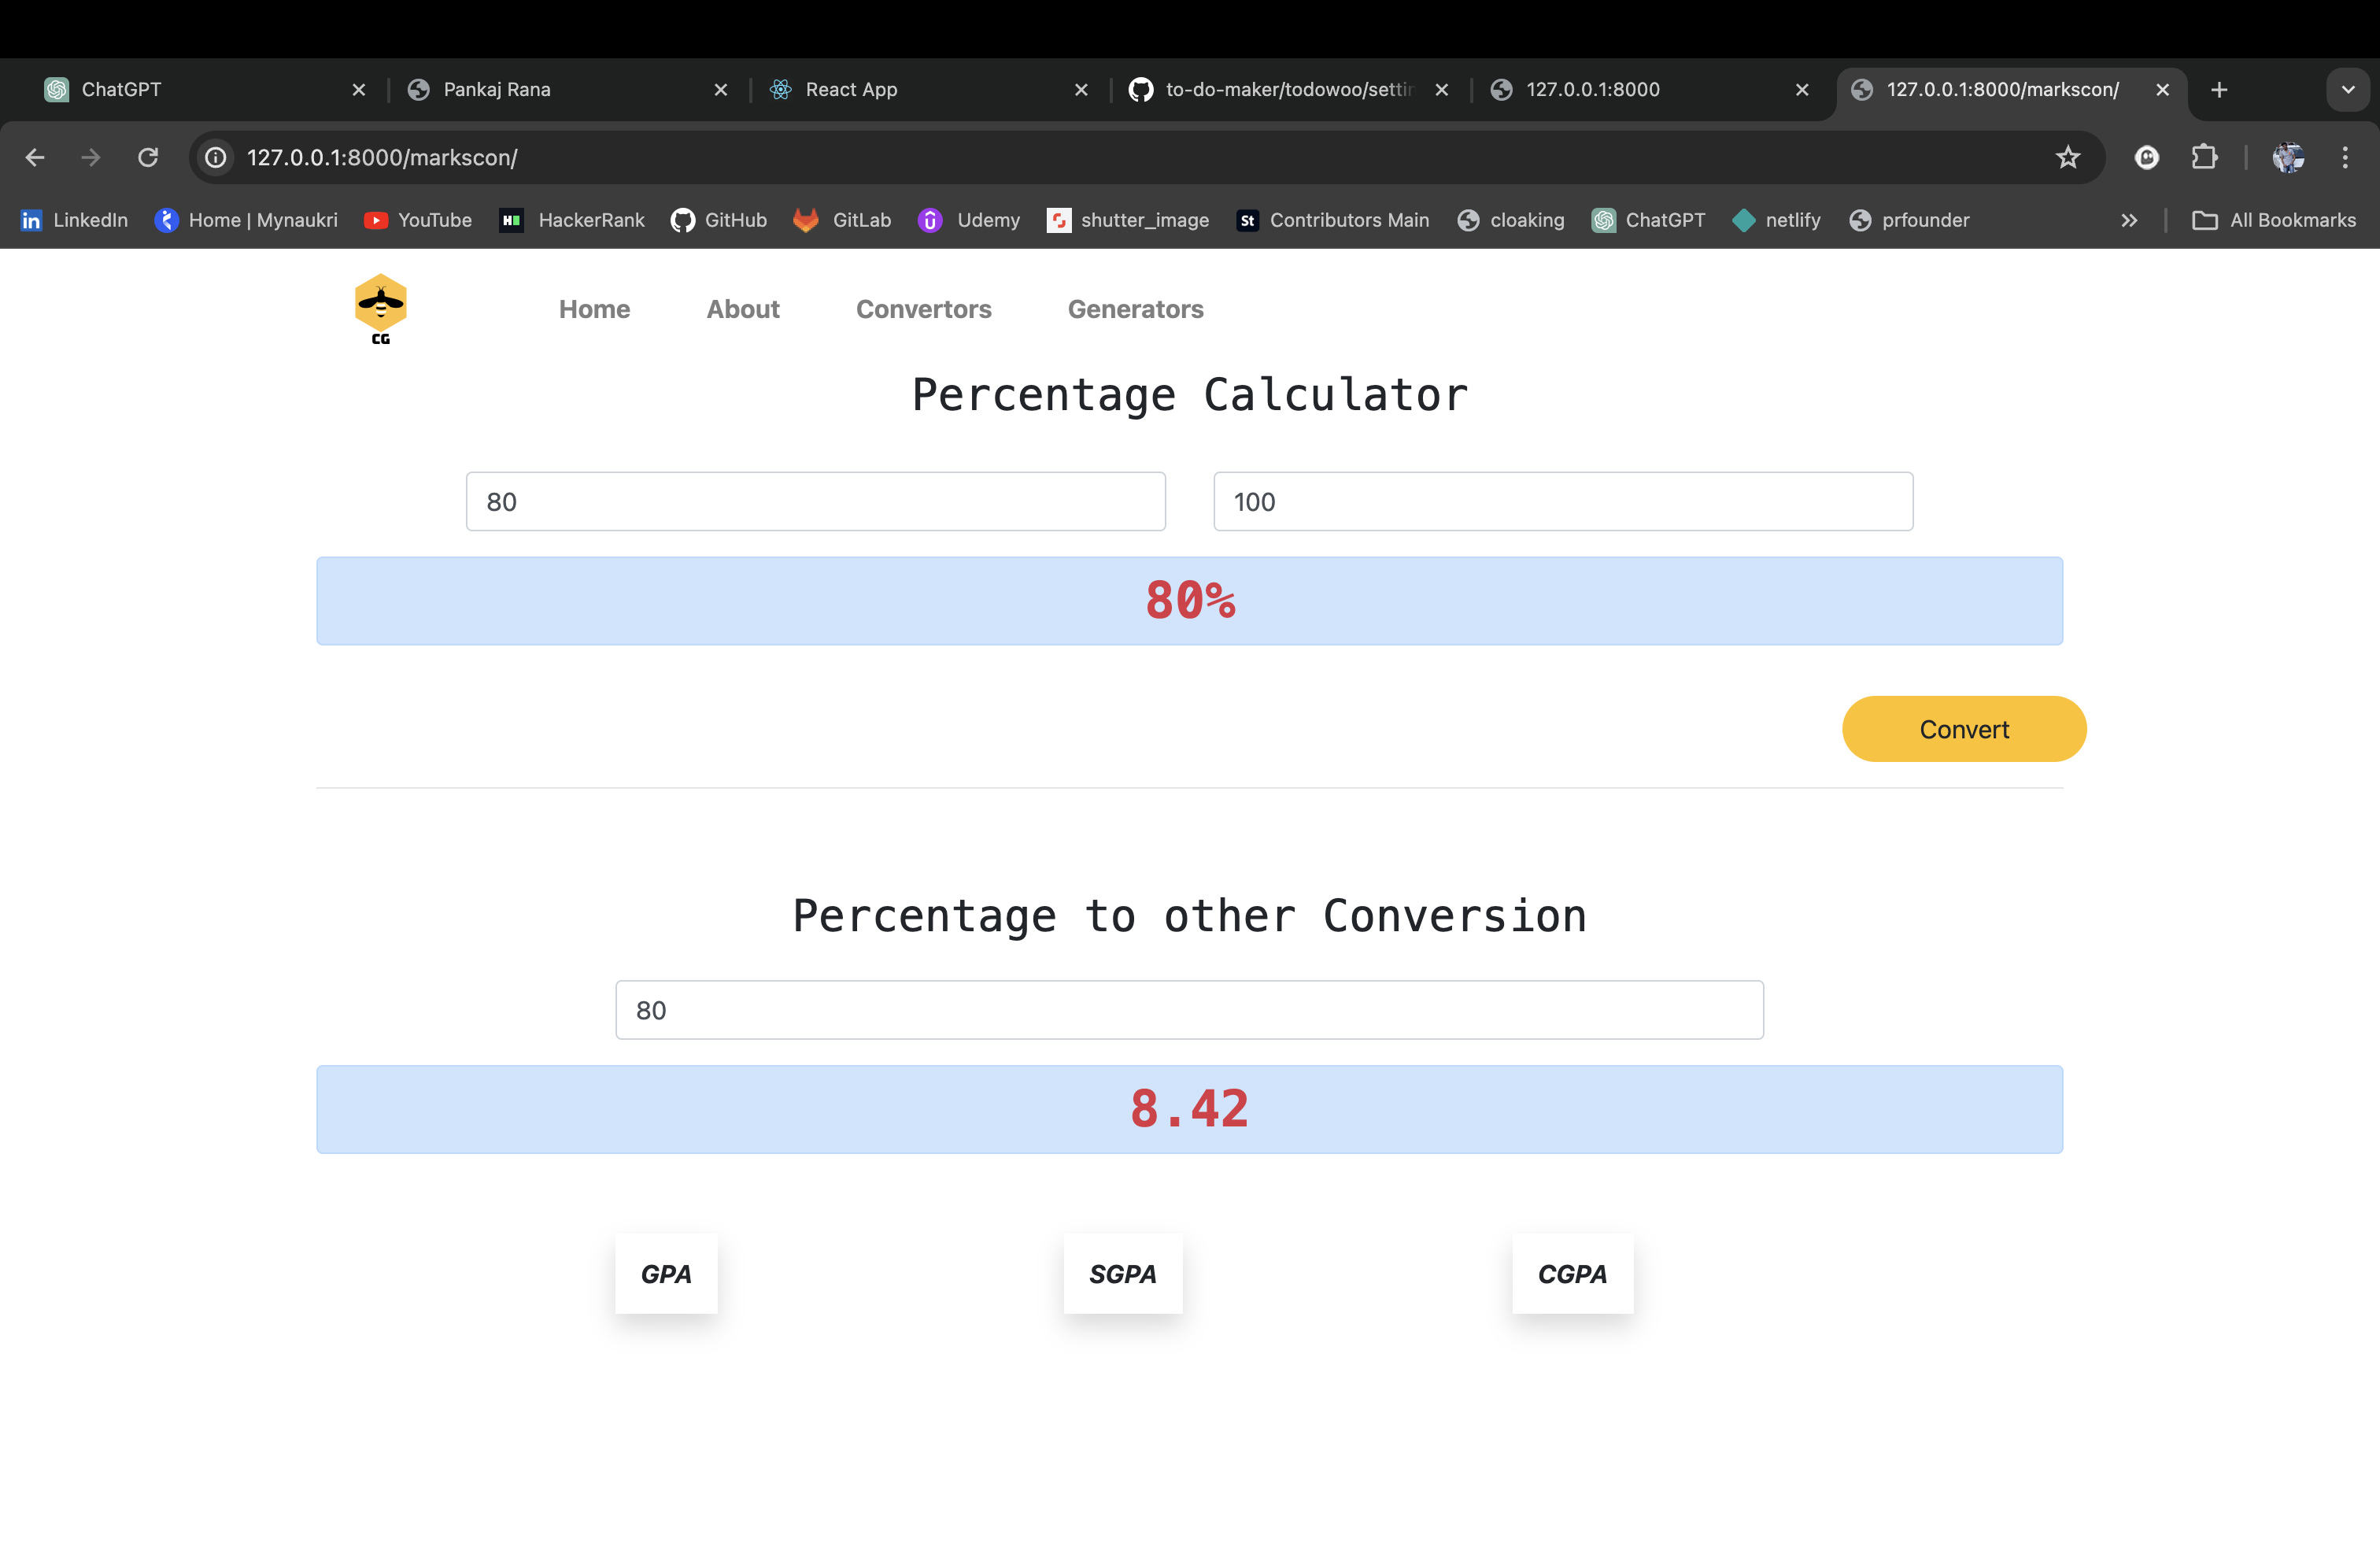 ChatGPT
Pankaj Rana
React App
to-do-maker/todowoo/settin
127.0.0.1:8000
127.0.0.1:8000/markscon/
127.0.0.1:8000/markscon/
in LinkedIn
Home | Mynaukri
YouTube
H HackerRank
GitHub
GitLab
Udemy
shutter_image
St Contributors Main
cloaking
ChatGPT
netlify
prfounder
All Bookmarks
CG
Home
About
Convertors
Generators
Percentage Calculator
80
100
80%
Convert
Percentage to other Conversion
80
8.42
GPA
SGPA
CGPA